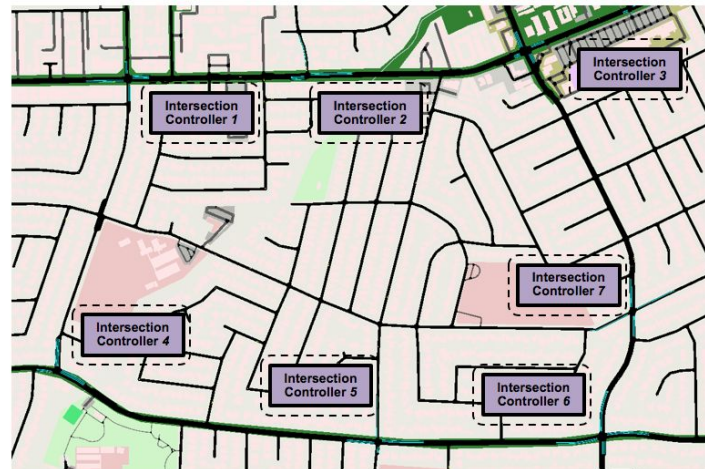 Intersection
Controller 1
Intersection
Controller 2
Intersection
Controller 3
Intersection
Controller 7
Intersection
Controller 4
Intersection
Controller 5
Intersection
Controller 6